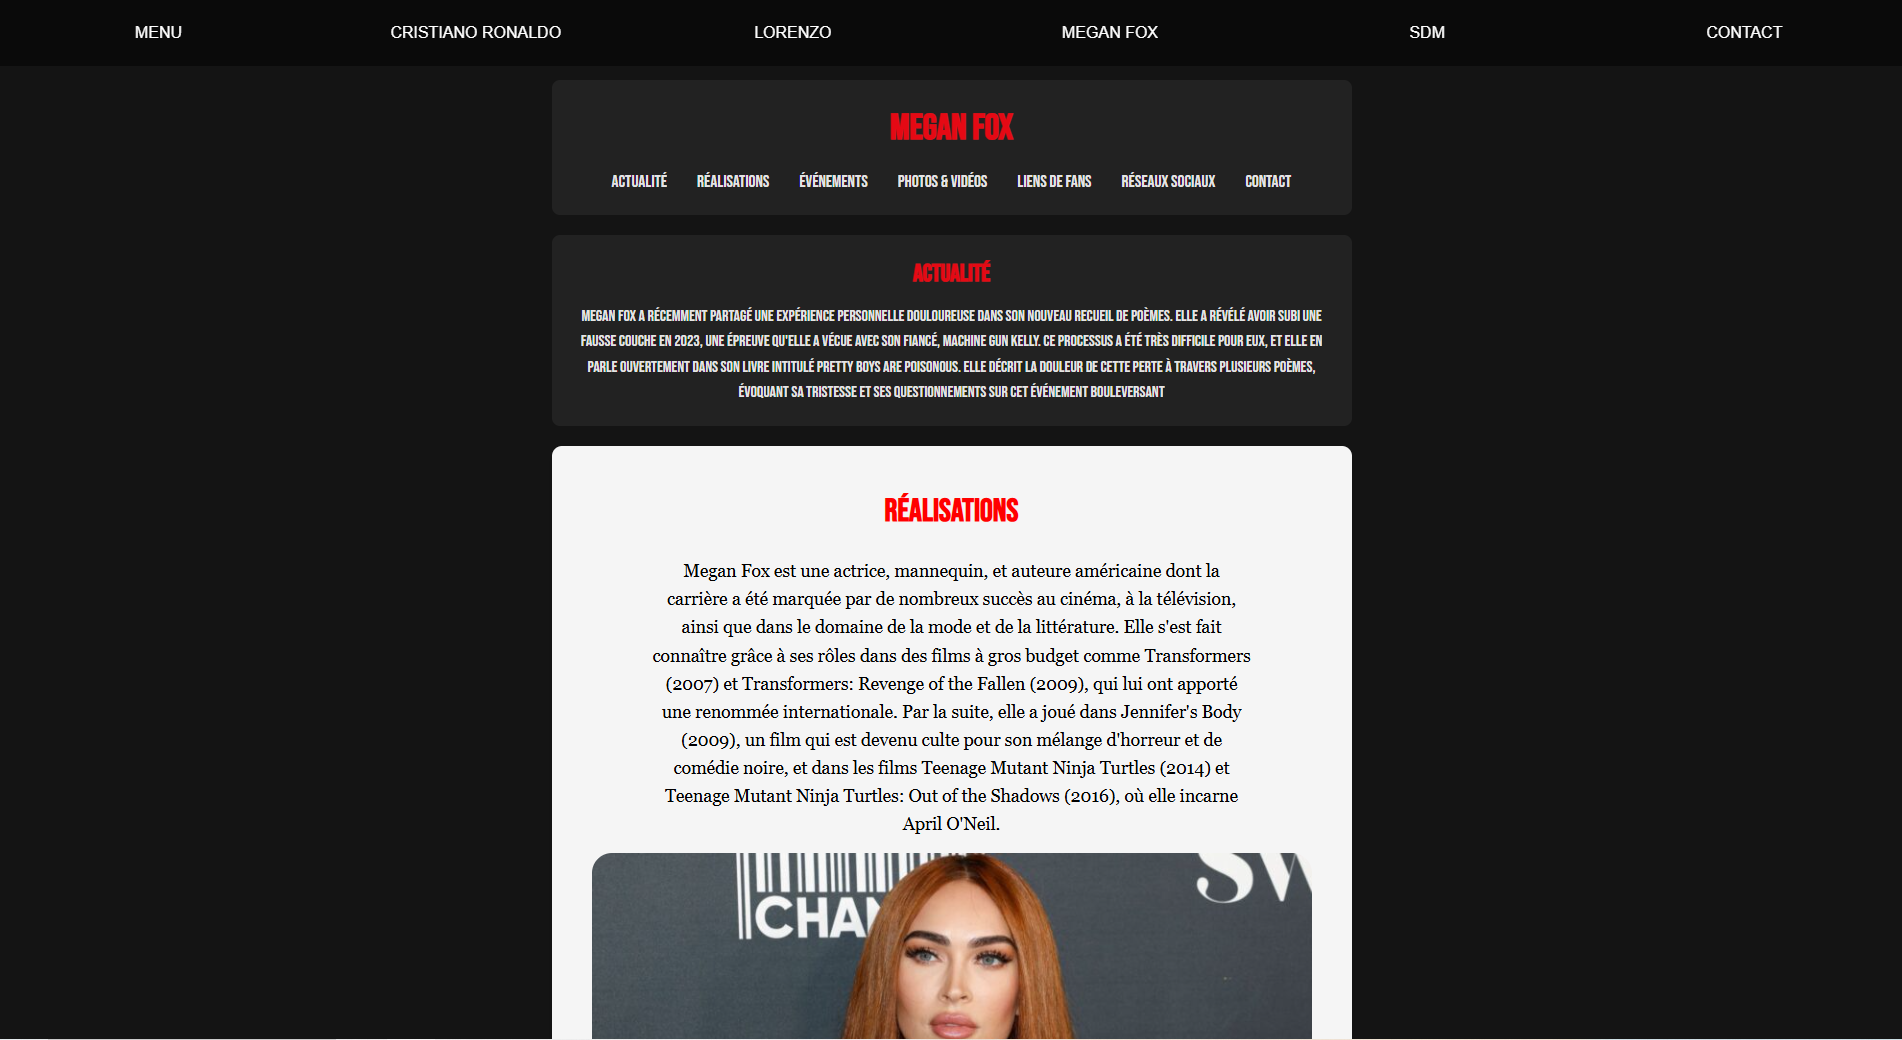 MENU CRISTIANO RONALDO LORENZO MEGAN FOX SDM CONTACT
MEGAN FOX
ACTUALITÉ RÉALISATIONS ÉVÉNEMENTS PHOTOS & VIDÉOS LIENS DE FANS RÉSEAUX SOCIAUX CONTACT
ACTUALITÉ
MEGAN FOX A RÉCEMMENT PARTAGÉ UNE EXPÉRIENCE PERSONNELLE DOULOUREUSE DANS SON NOUVEAU RECUEIL DE POÈMES. ELLE A RÉVÉLÉ AVOIR SUBI UNE
FAUSSE COUCHE EN 2023, UNE ÉPREUVE QU'ELLE A VÉCUE AVEC SON FIANCÉ, MACHINE GUN KELLY. CE PROCESSUS A ÉTÉ TRÈS DIFFICILE POUR EUX, ET ELLE EN
PARLE OUVERTEMENT DANS SON LIVRE INTITULÉ PRETTY BOYS ARE POISONOUS. ELLE DÉCRIT LA DOULEUR DE CETTE PERTE À TRAVERS PLUSIEURS POÈMES,
ÉVOQUANT SA TRISTESSE ET SES QUESTIONNEMENTS SUR CET ÉVÉNEMENT BOULEVERSANT
RÉALISATIONS
Megan Fox est une actrice, mannequin, et auteure américaine dont la
carrière a été marquée par de nombreux succès au cinéma, à la télévision,
ainsi que dans le domaine de la mode et de la littérature. Elle s'est fait
connaître grâce à ses rôles dans des films à gros budget comme Transformers
(2007) et Transformers: Revenge of the Fallen (2009), qui lui ont apporté
une renommée internationale. Par la suite, elle a joué dans Jennifer's Body
(2009), un film qui est devenu culte pour son mélange d'horreur et de
comédie noire, et dans les films Teenage Mutant Ninja Turtles (2014) et
Teenage Mutant Ninja Turtles: Out of the Shadows (2016), où elle incarne
April O'Neil.